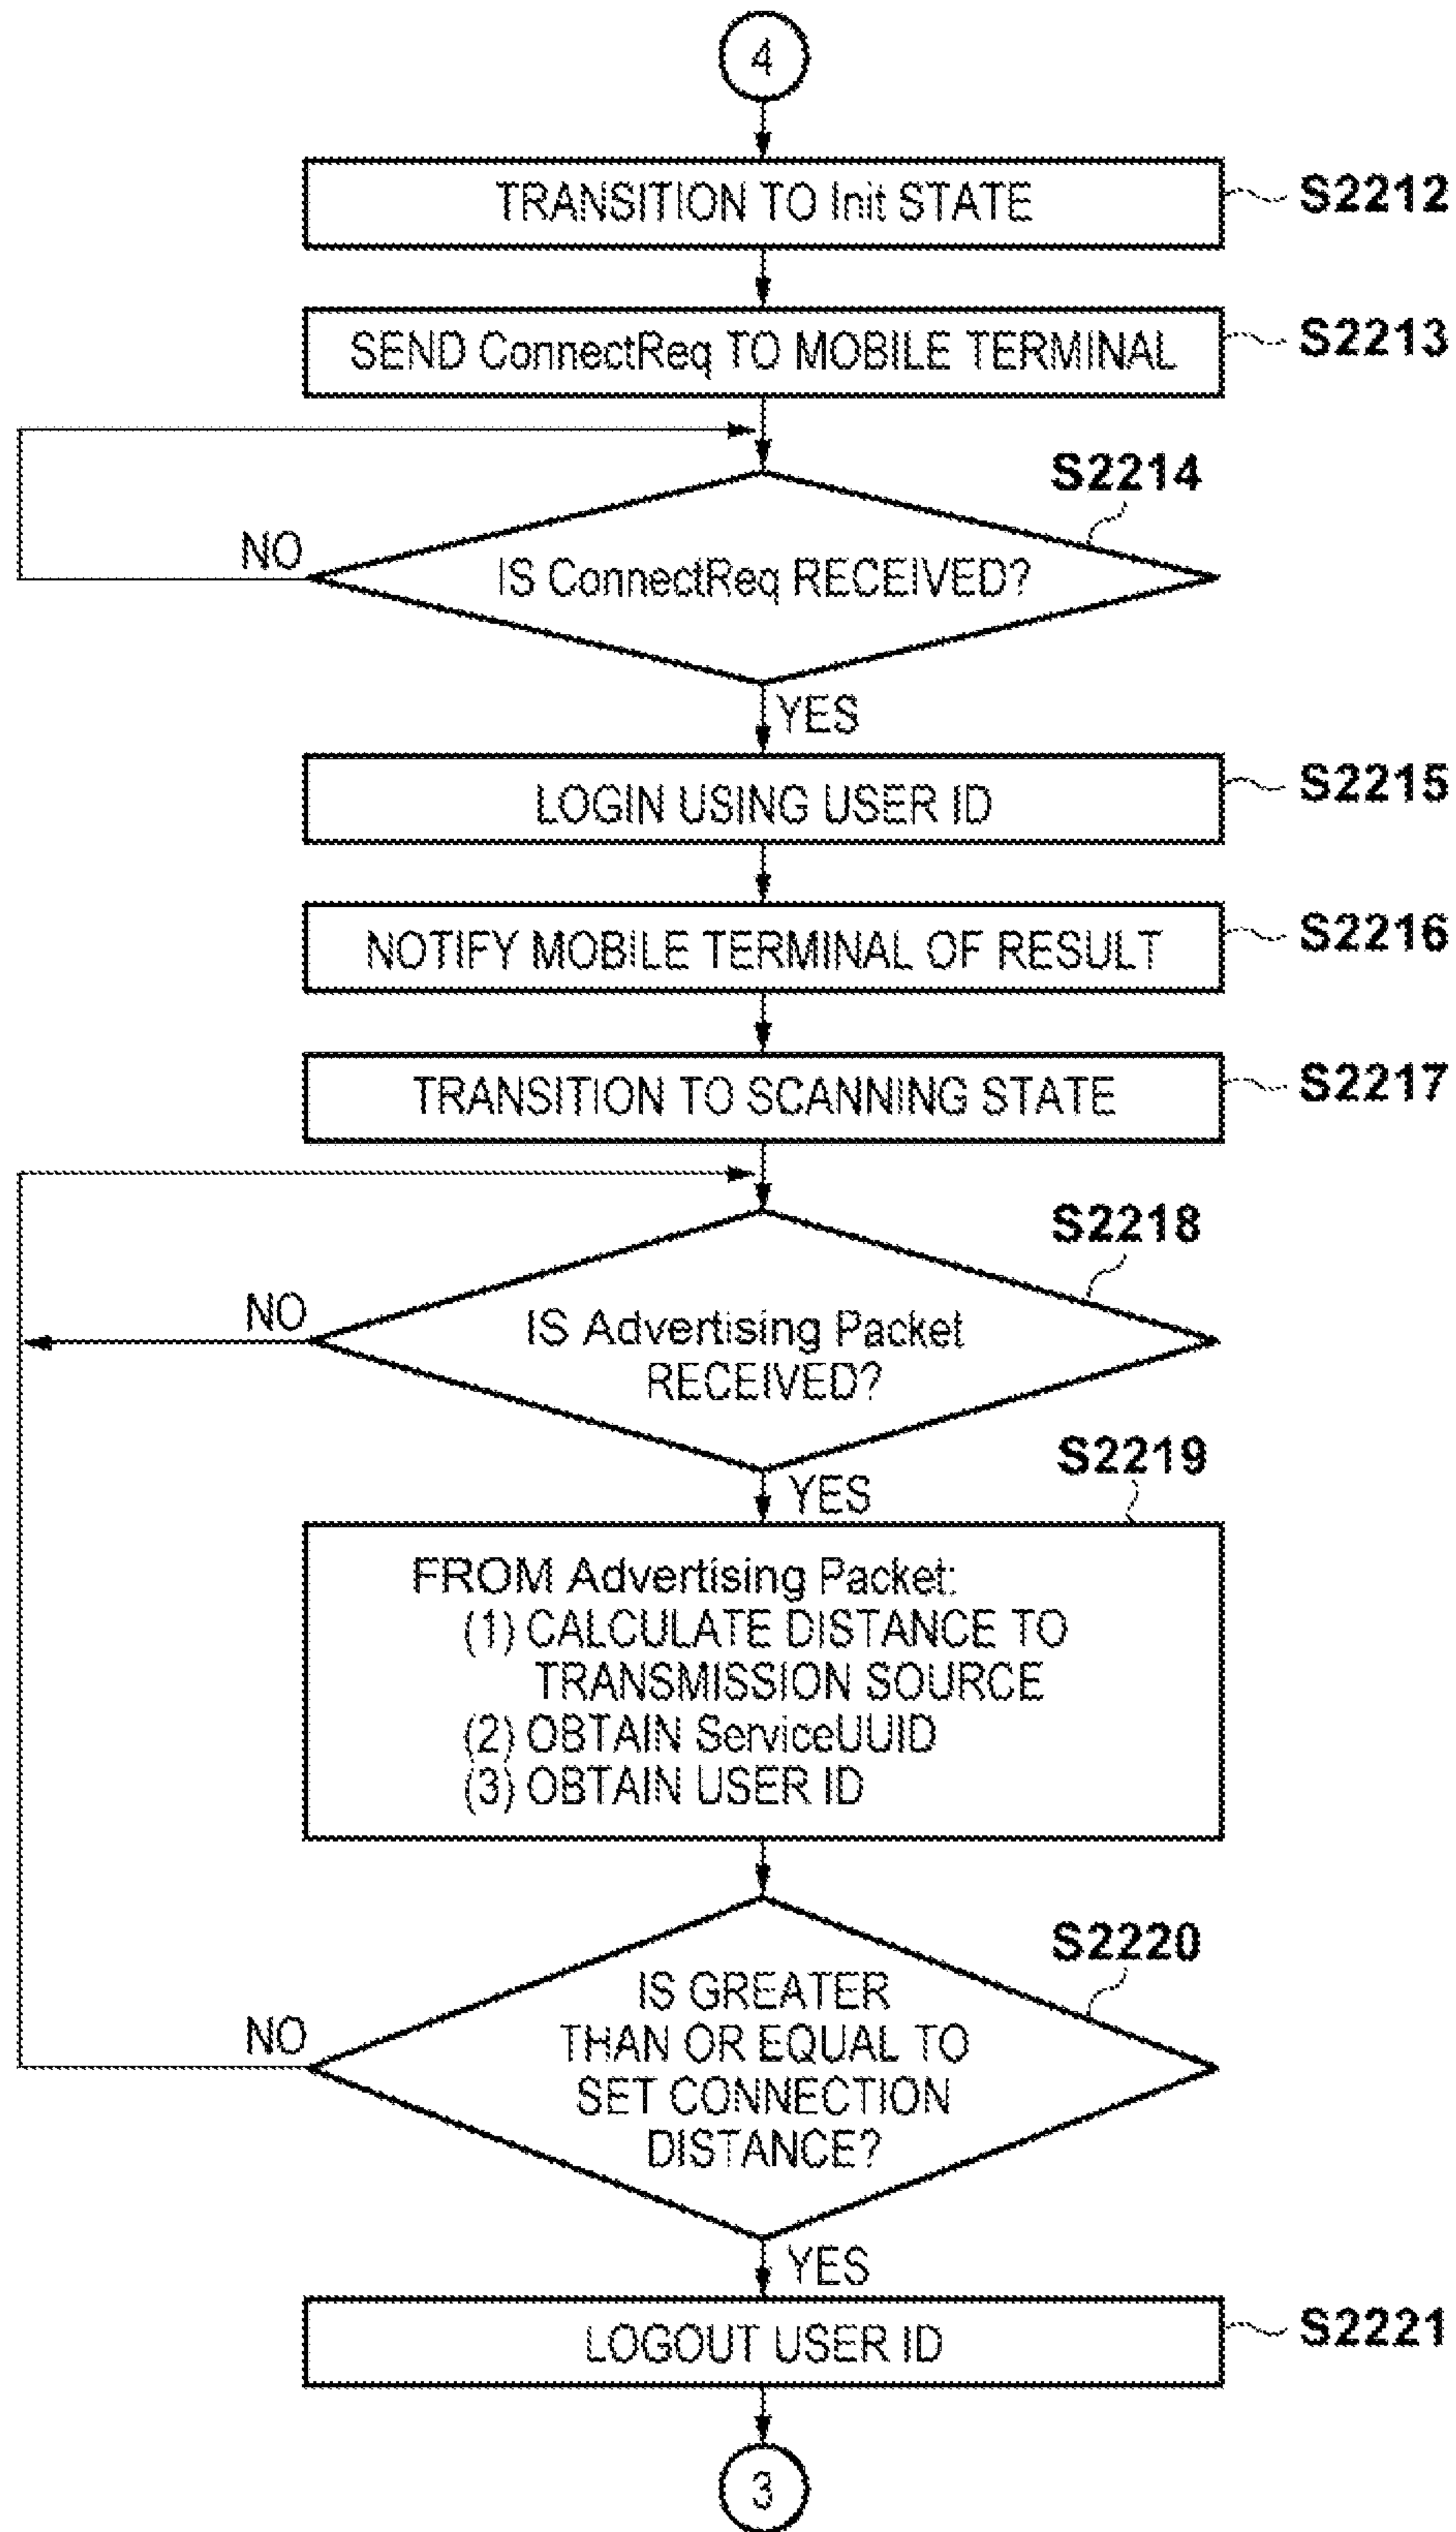 4
TRANSITION TO Init STATE
S2212
SEND ConnectReq TO MOBILE TERMINAL
S2213
S2214
NO
IS ConnectReq RECEIVED?
YES
LOGIN USING USER ID
S2215
NOTIFY MOBILE TERMINAL OF RESULT
S2216
TRANSITION TO SCANNING STATE
S2217
S2218
NO
IS Advertising Packet
RECEIVED?
S2219
YES
FROM Advertising Packet:
(1) CALCULATE DISTANCE TO
TRANSMISSION SOURCE
(2) OBTAIN ServiceUUID
(3) OBTAIN USER ID
S2220
IS GREATER
NO
THAN OR EQUAL TO
SET CONNECTION
DISTANCE?
YES
LOGOUT USER ID
S2221
3